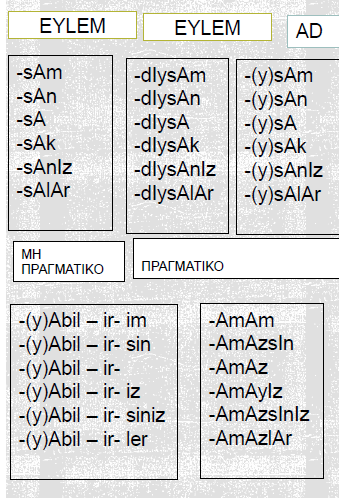 EYLEM
EYLEM
AD
-sAm
-sAn
-sA
-sAk
-sAnIz
-sAlAr
-dIysAm
-dIysAn
-dIysA
-dIysAk
-dIysAnIz
-dIysAlAr
-(y)sAm
-(y)sAn
-(y)sA
-(y)sAk
-(y)sAnIz
-(y)sAlAr
ΜΗ
ΠΡΑΓΜΑΤΙΚΟ
ΠΡΑΓΜΑΤΙΚΟ
-(y)Abil – ir- im
-(y)Abil – ir- sin
-(y)Abil – ir-
-(y)Abil – ir- iz
-(y)Abil – ir- siniz
-(y)Abil – ir- ler
-AmAm
-AmAzsIn
-AmAz
-AmAyIz
-AmAzsInIz
-AmAzlAr